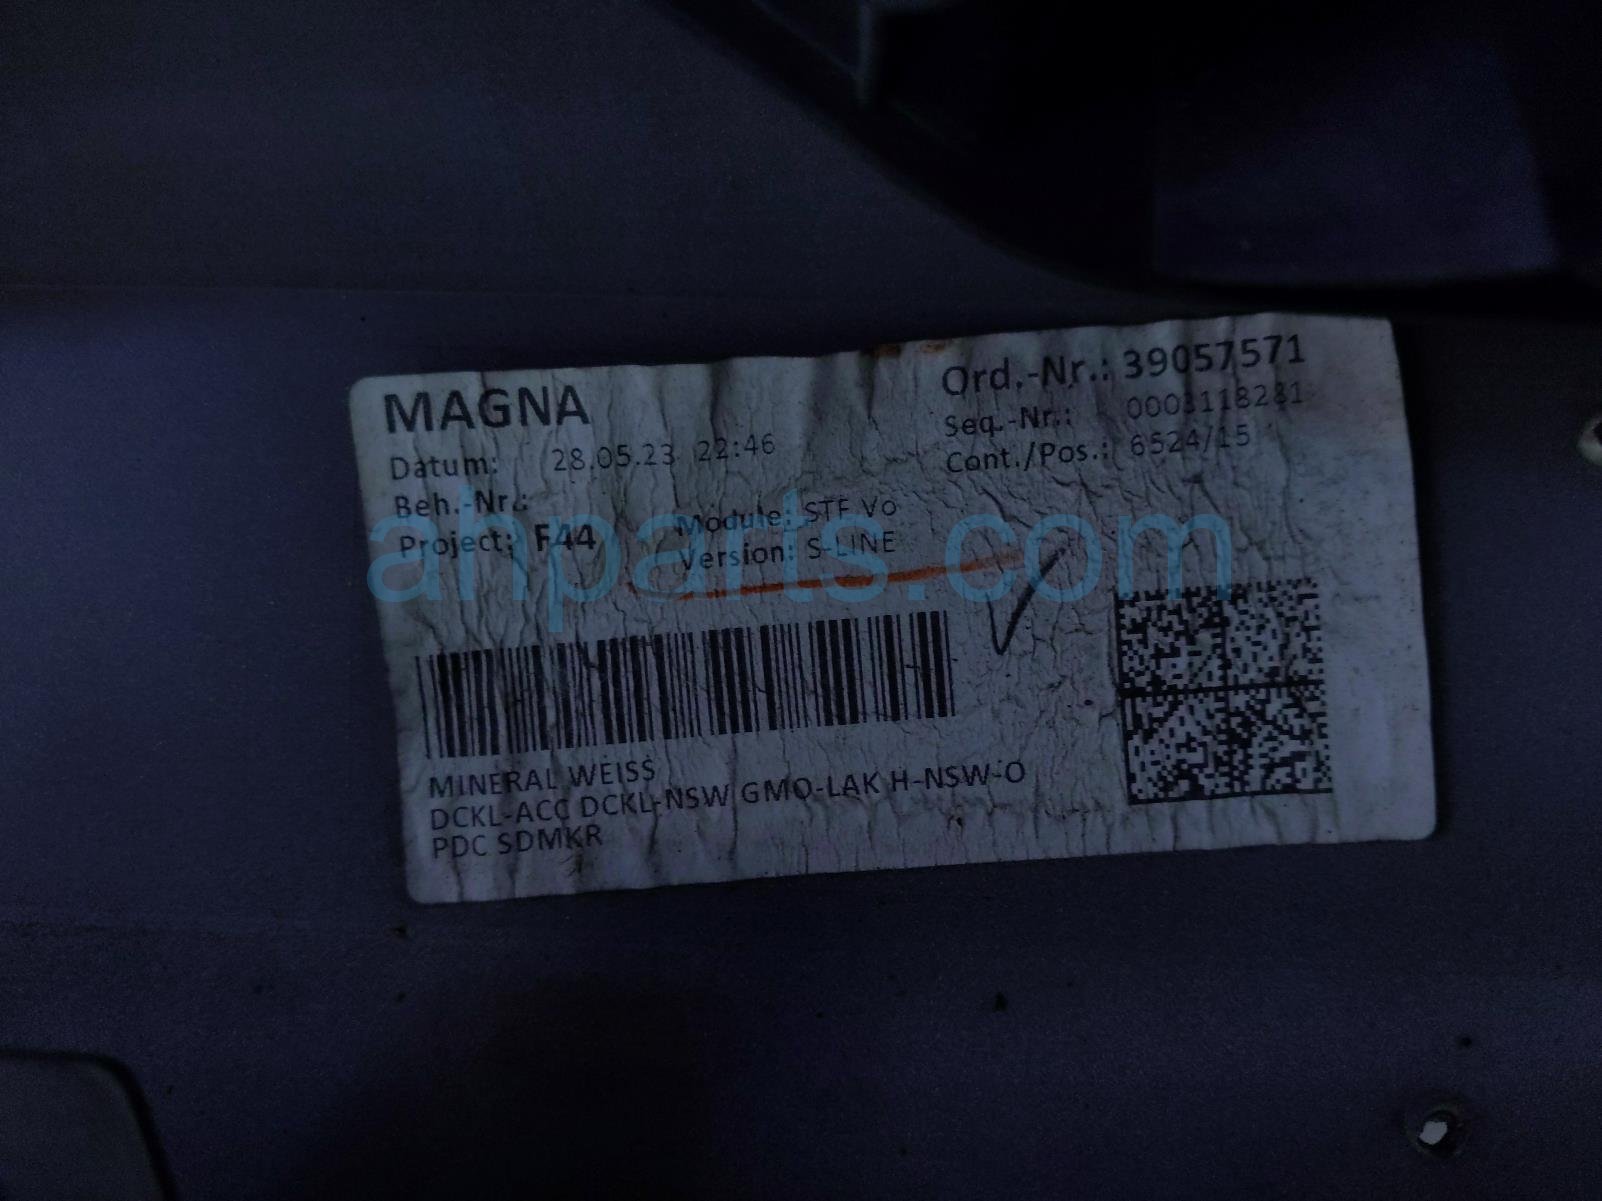 MAGNA
Datum: 28.05.23 22:46
Beh.-Nr.:
Project: F44
Module: STF Vo
Version: S-LINE
Ord.-Nr.: 39057571
Seq.-Nr.: 0003118281
Cont./Pos.: 6524/15
ahparts.com
MINERAL WEISS
DCKL-ACC DCKL-NSW GMO-LAK H-NSW-O
PDC SDMKR